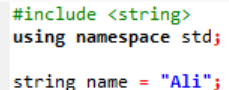 #include <string>
using namespace std;
string name = "Ali";